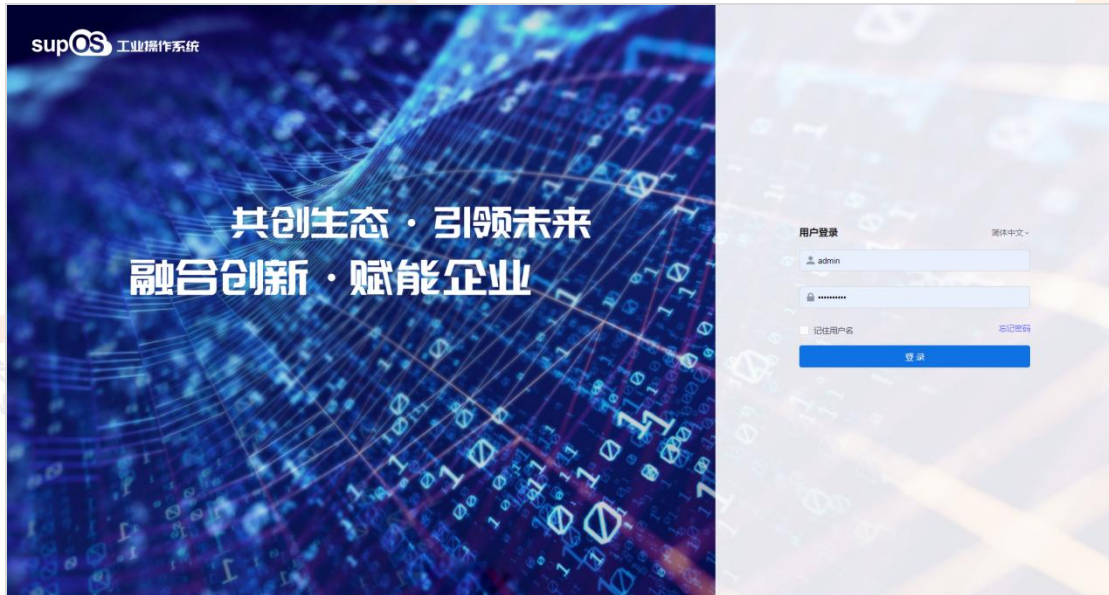 supOS 工业操作系统
共创生态·引领未来
融合创新·赋能企业
用户登录 简体中文
admin
••••••••••
记住用户名 忘记密码
登录